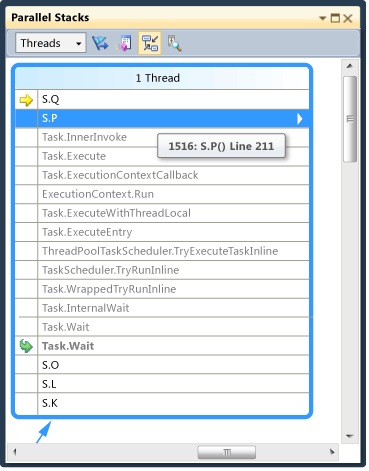 Parallel Stacks
Threads
1 Thread
S.Q
S.P
Task.InnerInvoke
1516: S.P() Line 211
Task.Execute
Task.ExecutionContextCallback
ExecutionContext.Run
Task.ExecuteWithThreadLocal
Task.ExecuteEntry
ThreadPoolTaskScheduler.TryExecuteTaskInline
TaskScheduler.TryRunInline
Task.WrappedTryRunInline
Task.InternalWait
Task.Wait
Task.Wait
S.O
S.L
S.K